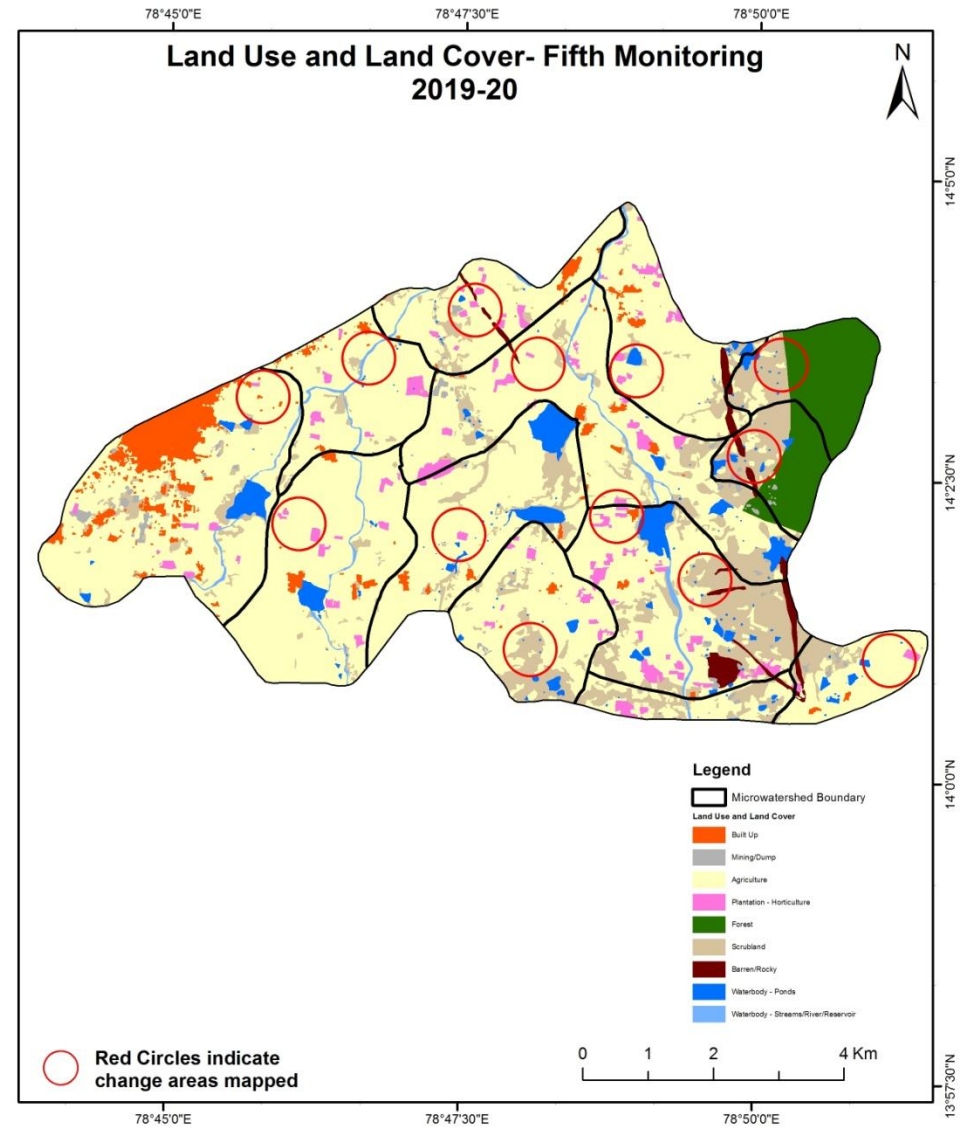 78°45'0"E 78°47'30"E 78°50'0"E
Land Use and Land Cover- Fifth Monitoring
2019-20
N
14°5'0"N
14°2'30"N
14°0'0"N
13°57'30"N
Legend
Microwatershed Boundary
Land Use and Land Cover
Built Up
Mining/Dump
Agriculture
Plantation - Horticulture
Forest
Scrubland
Barren/Rocky
Waterbody - Ponds
Waterbody - Streams/River/Reservoir
Red Circles indicate
change areas mapped
0 1 2 4 Km
78°45'0"E 78°47'30"E 78°50'0"E